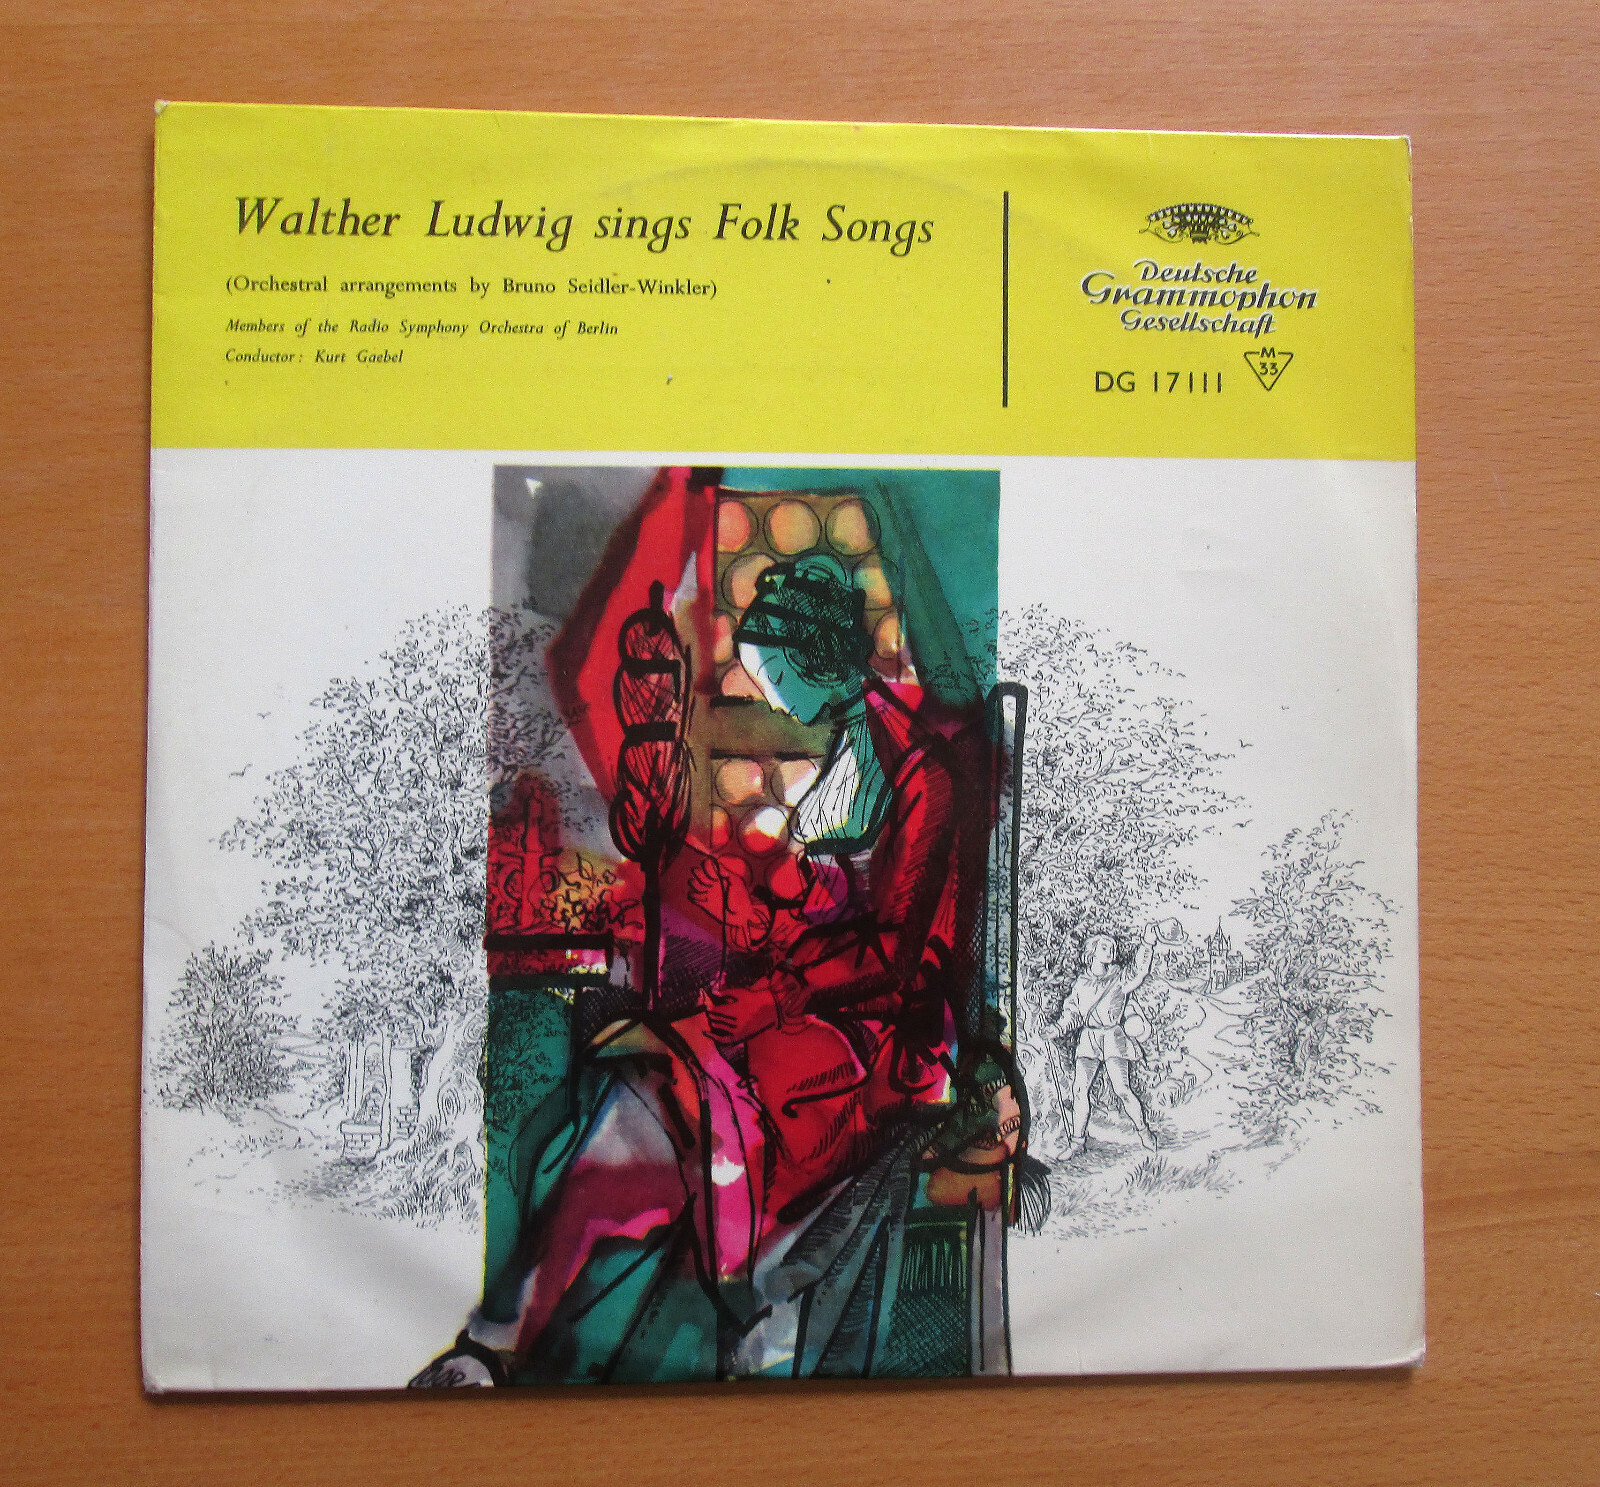 Walther Ludwig sings Folk Songs
(Orchestral arrangements by Bruno Seidler-Winkler)
Members of the Radio Symphony Orchestra of Berlin
Conductor: Kurt Gaebel
Deutsche
Grammophon
Gesellschaft
M
33
DG 17111